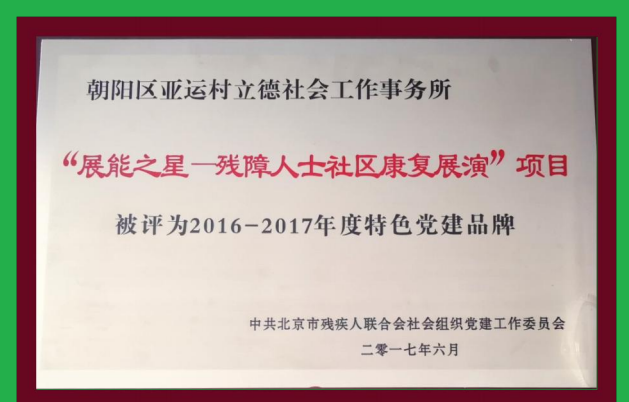 朝阳区亚运村立德社会工作事务所
“展能之星—残障人士社区康复展演”项目
被评为2016-2017年度特色党建品牌
中共北京市残疾人联合会社会组织党建工作委员会
二零一七年六月